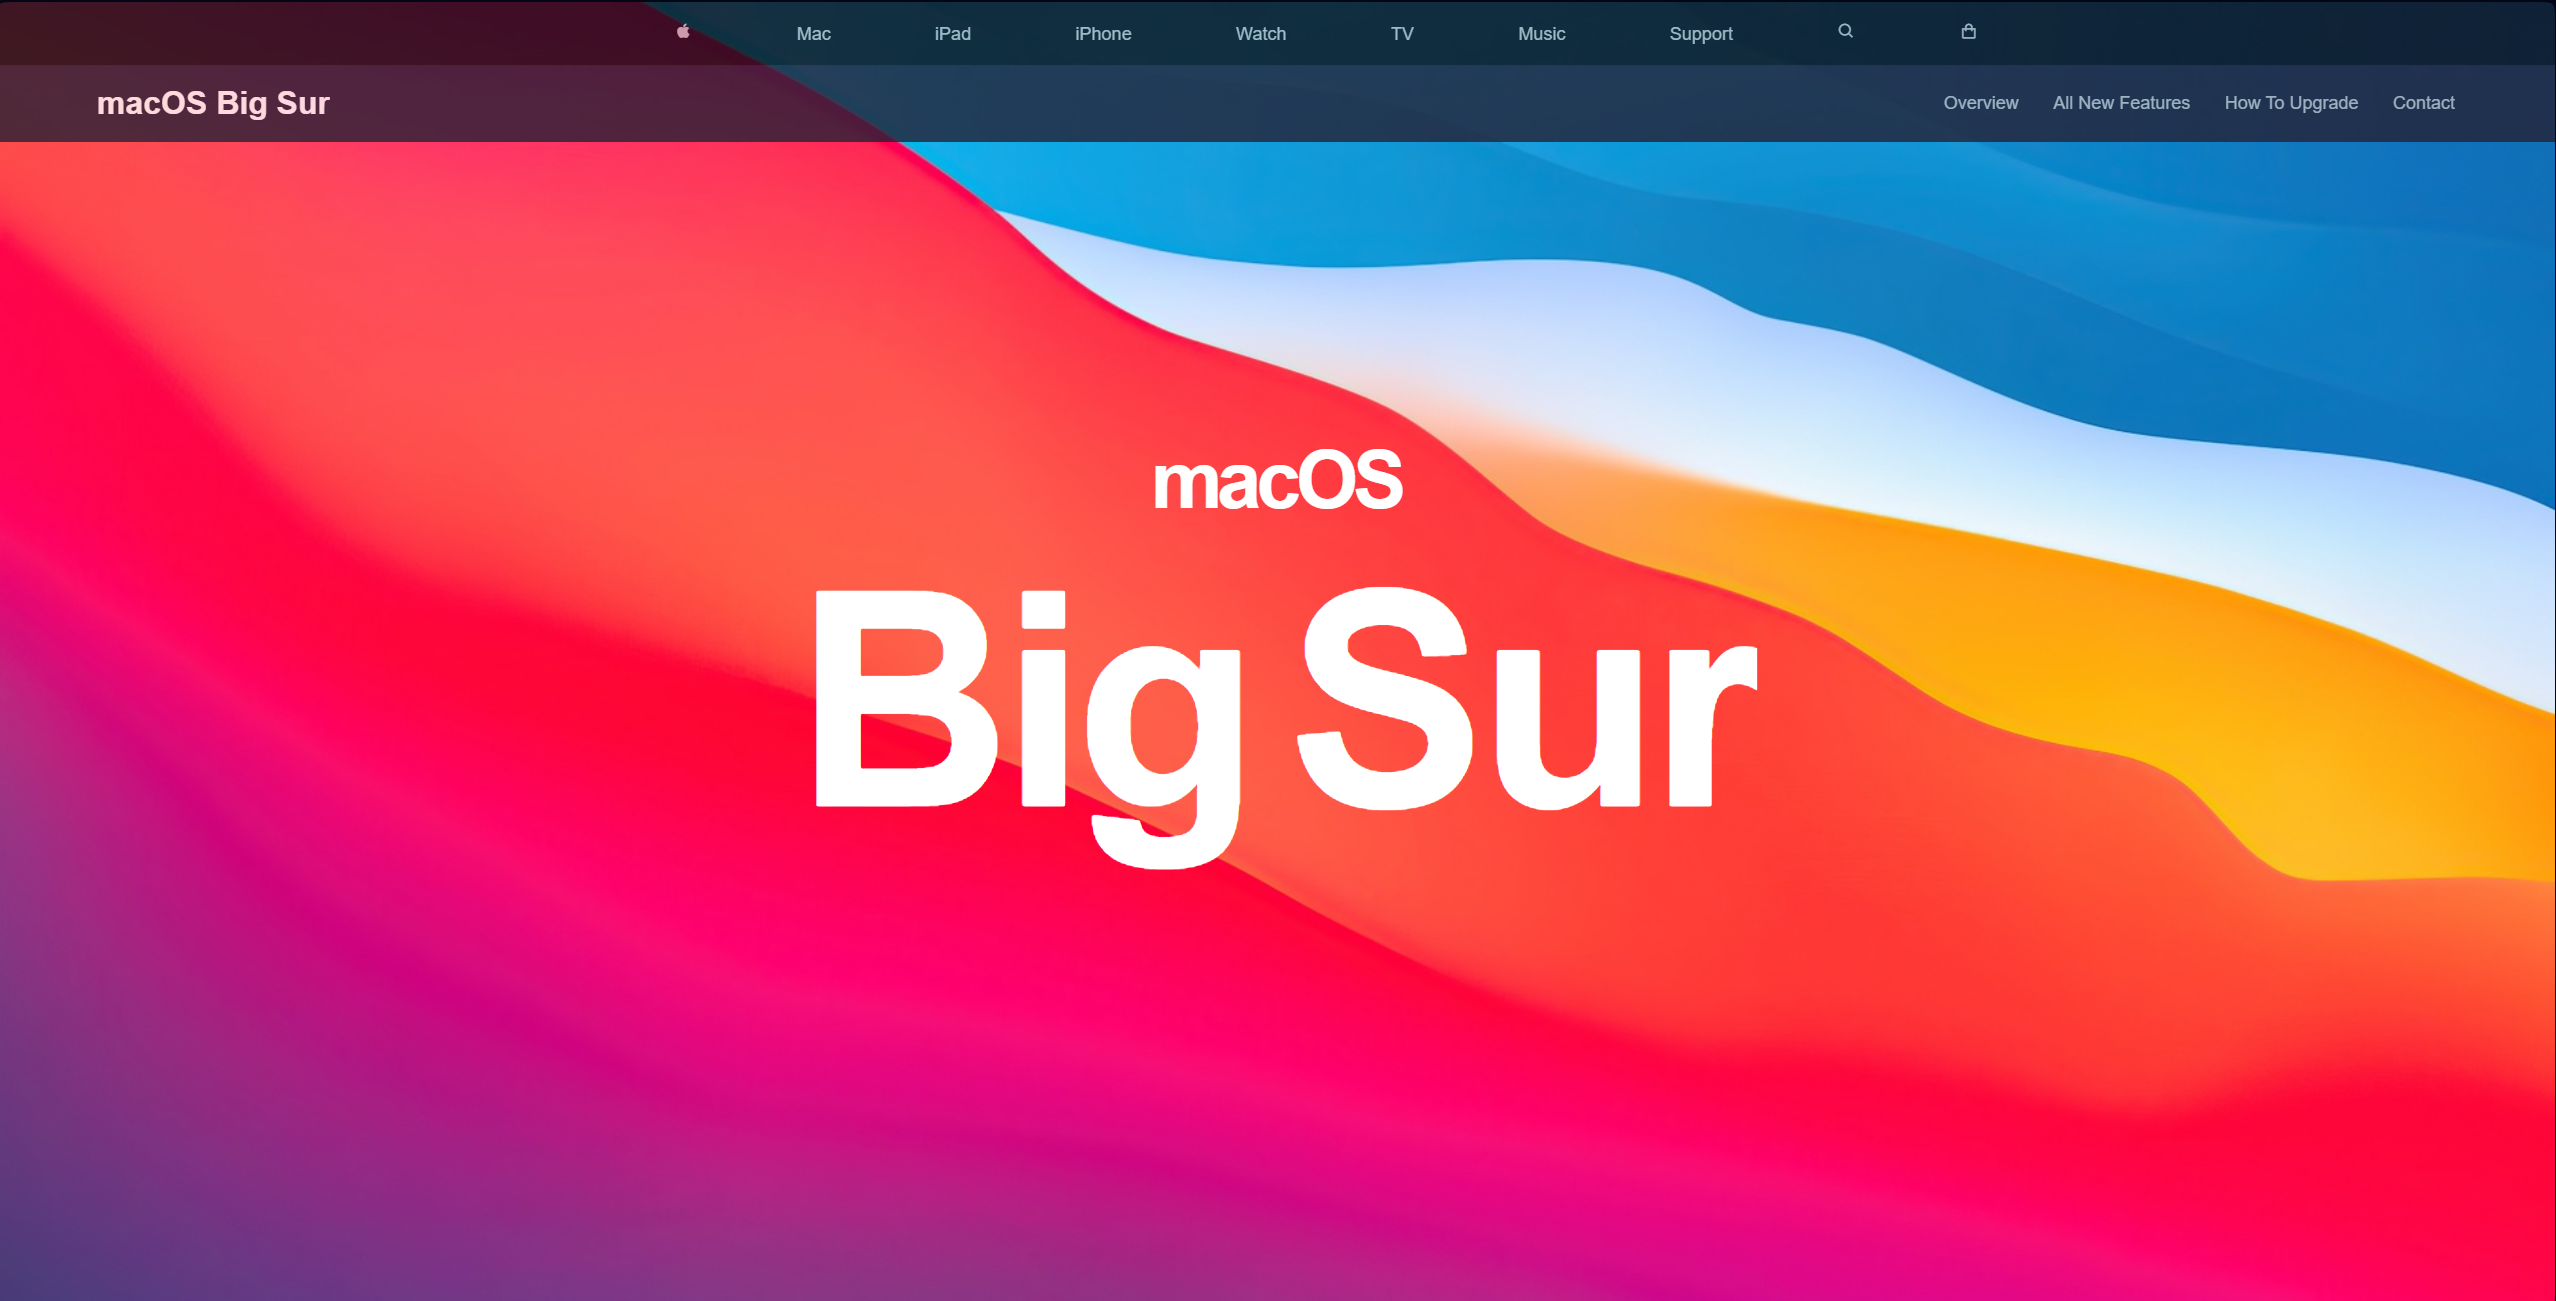 Mac iPad iPhone Watch TV Music Support
macOS Big Sur
Overview All New Features How To Upgrade Contact
macOS
Big Sur